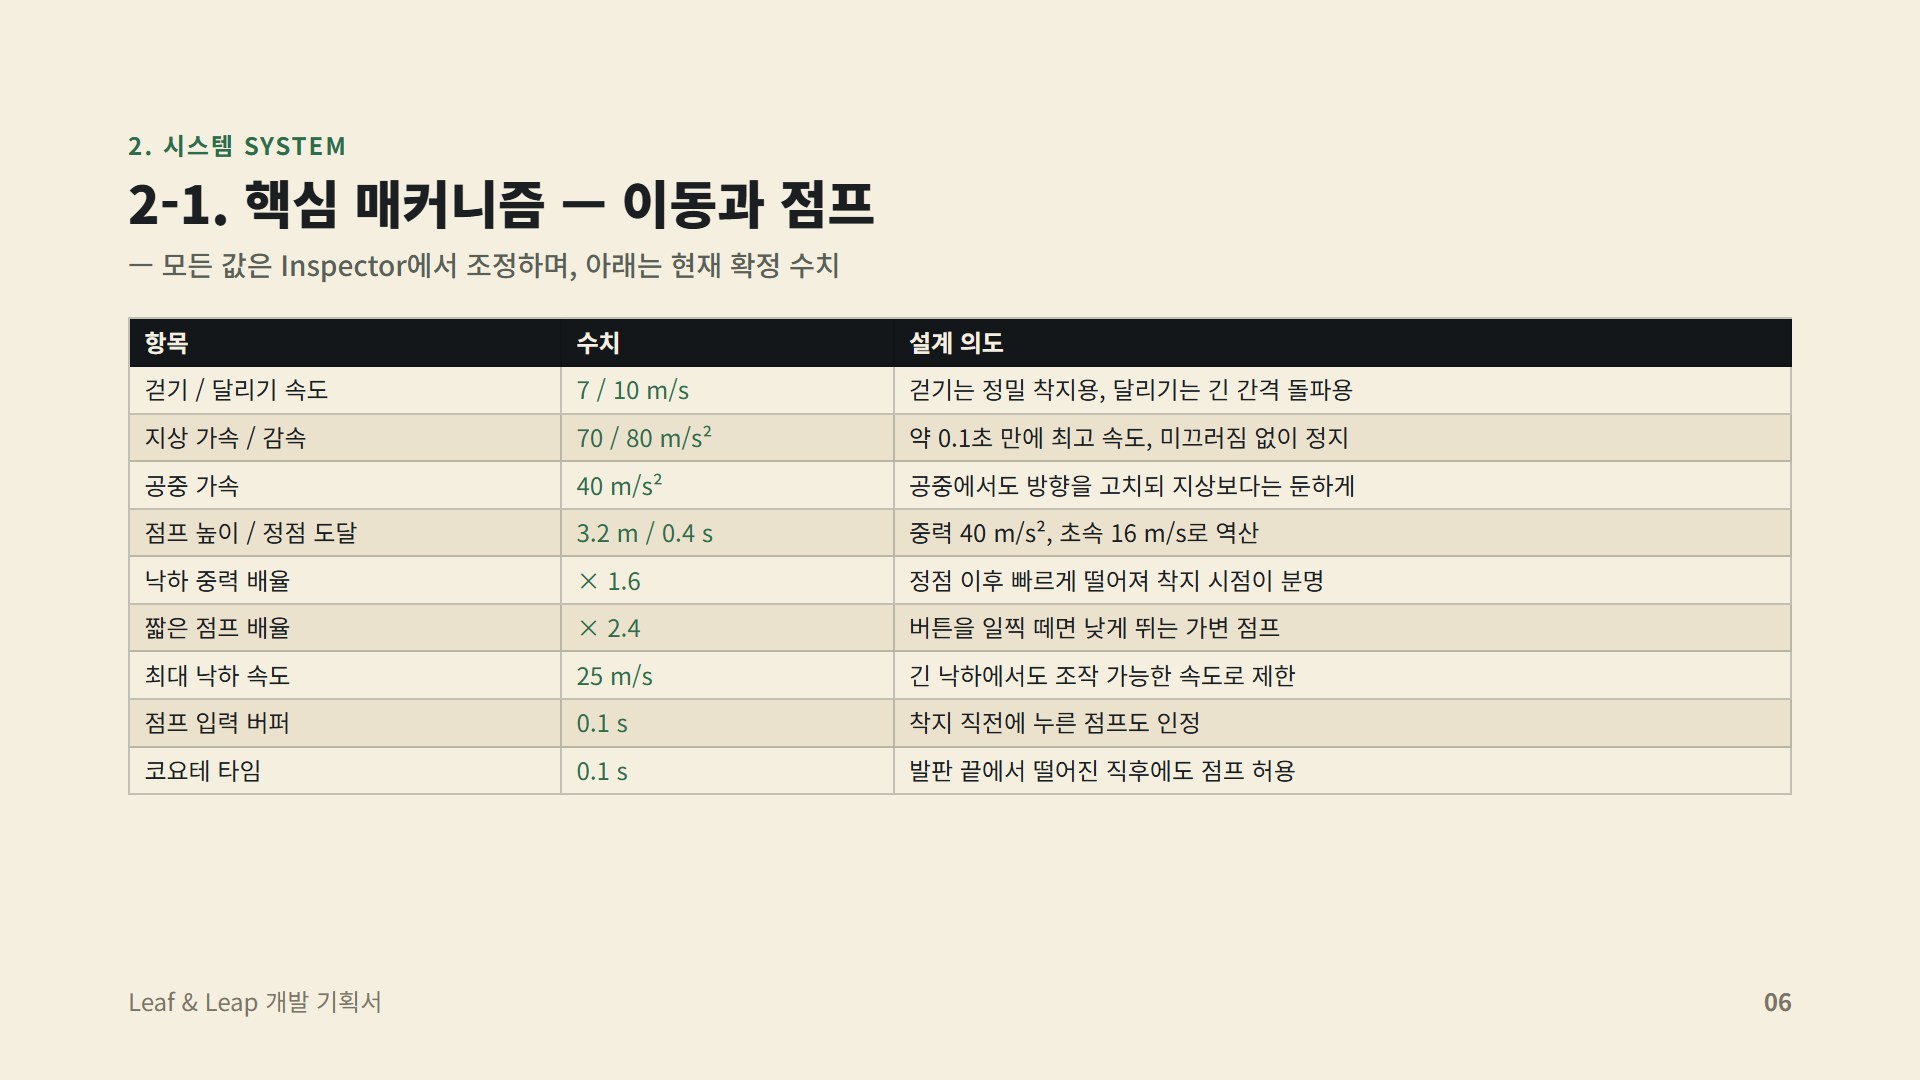 2. 시스템 SYSTEM
2-1. 핵심 매커니즘 — 이동과 점프
— 모든 값은 Inspector에서 조정하며, 아래는 현재 확정 수치
항목 수치 설계 의도
걷기 / 달리기 속도 7 / 10 m/s 걷기는 정밀 착지용, 달리기는 긴 간격 돌파용
지상 가속 / 감속 70 / 80 m/s² 약 0.1초 만에 최고 속도, 미끄러짐 없이 정지
공중 가속 40 m/s² 공중에서도 방향을 고치되 지상보다는 둔하게
점프 높이 / 정점 도달 3.2 m / 0.4 s 중력 40 m/s², 초속 16 m/s로 역산
낙하 중력 배율 × 1.6 정점 이후 빠르게 떨어져 착지 시점이 분명
짧은 점프 배율 × 2.4 버튼을 일찍 떼면 낮게 뛰는 가변 점프
최대 낙하 속도 25 m/s 긴 낙하에서도 조작 가능한 속도로 제한
점프 입력 버퍼 0.1 s 착지 직전에 누른 점프도 인정
코요테 타임 0.1 s 발판 끝에서 떨어진 직후에도 점프 허용
Leaf & Leap 개발 기획서 06